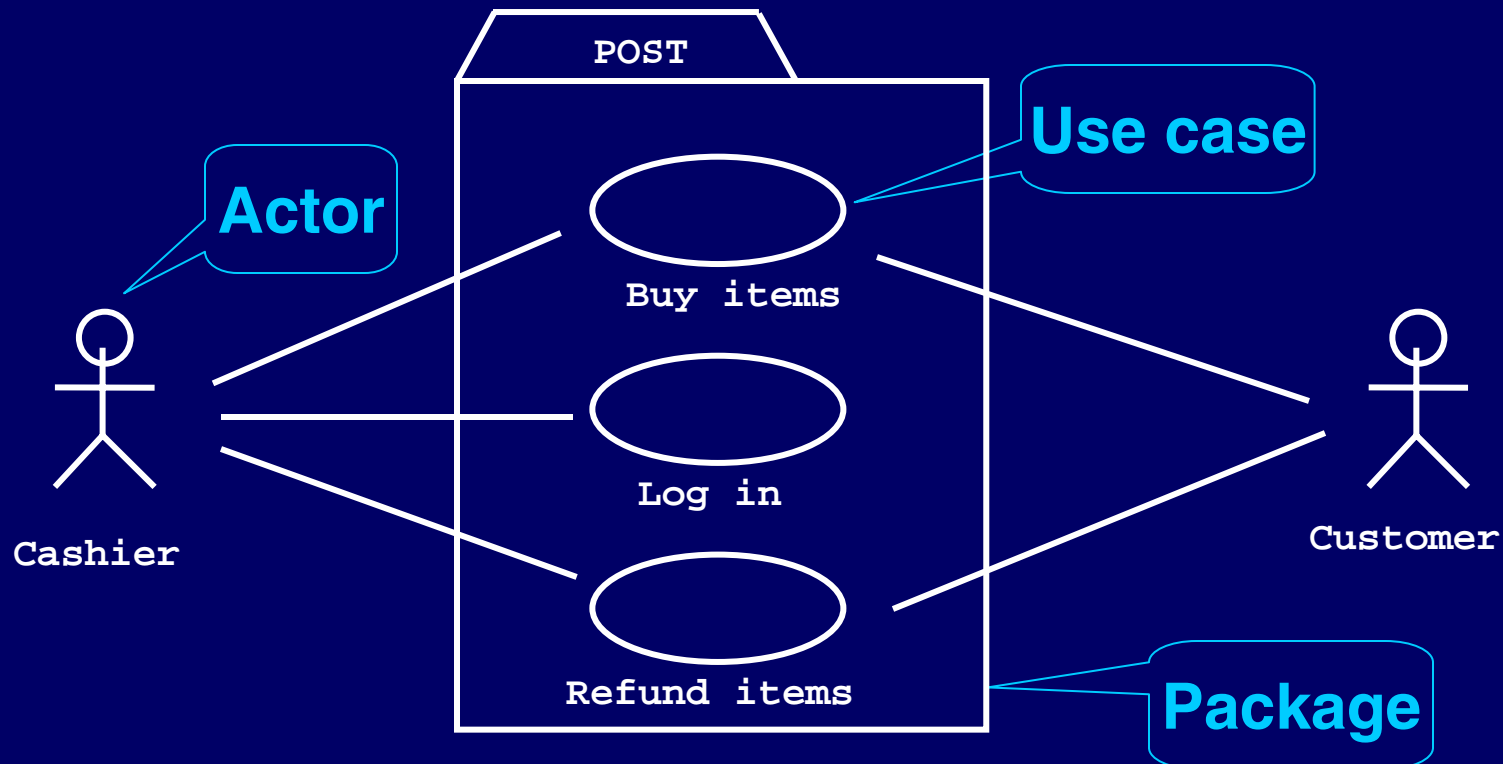 POST
Use case
Actor
Buy items
Log in
Cashier
Customer
Refund items
Package